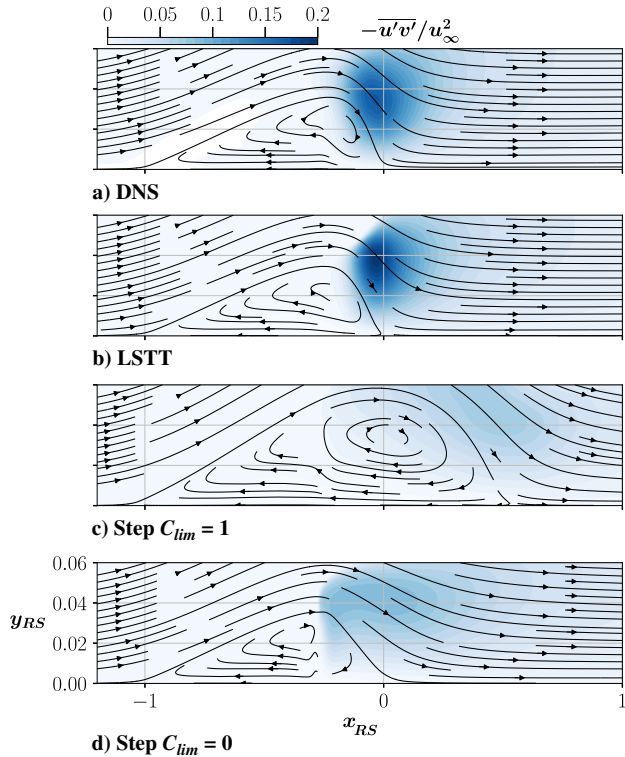 0 0.05 0.1 0.15 0.2 $-\overline{u'v'}/u_\infty^2$
a) DNS
b) LSTT
c) Step $C_{lim}$ = 1
0.06
0.04
$y_{RS}$
0.02
0.00
−1 0 1
$x_{RS}$
d) Step $C_{lim}$ = 0